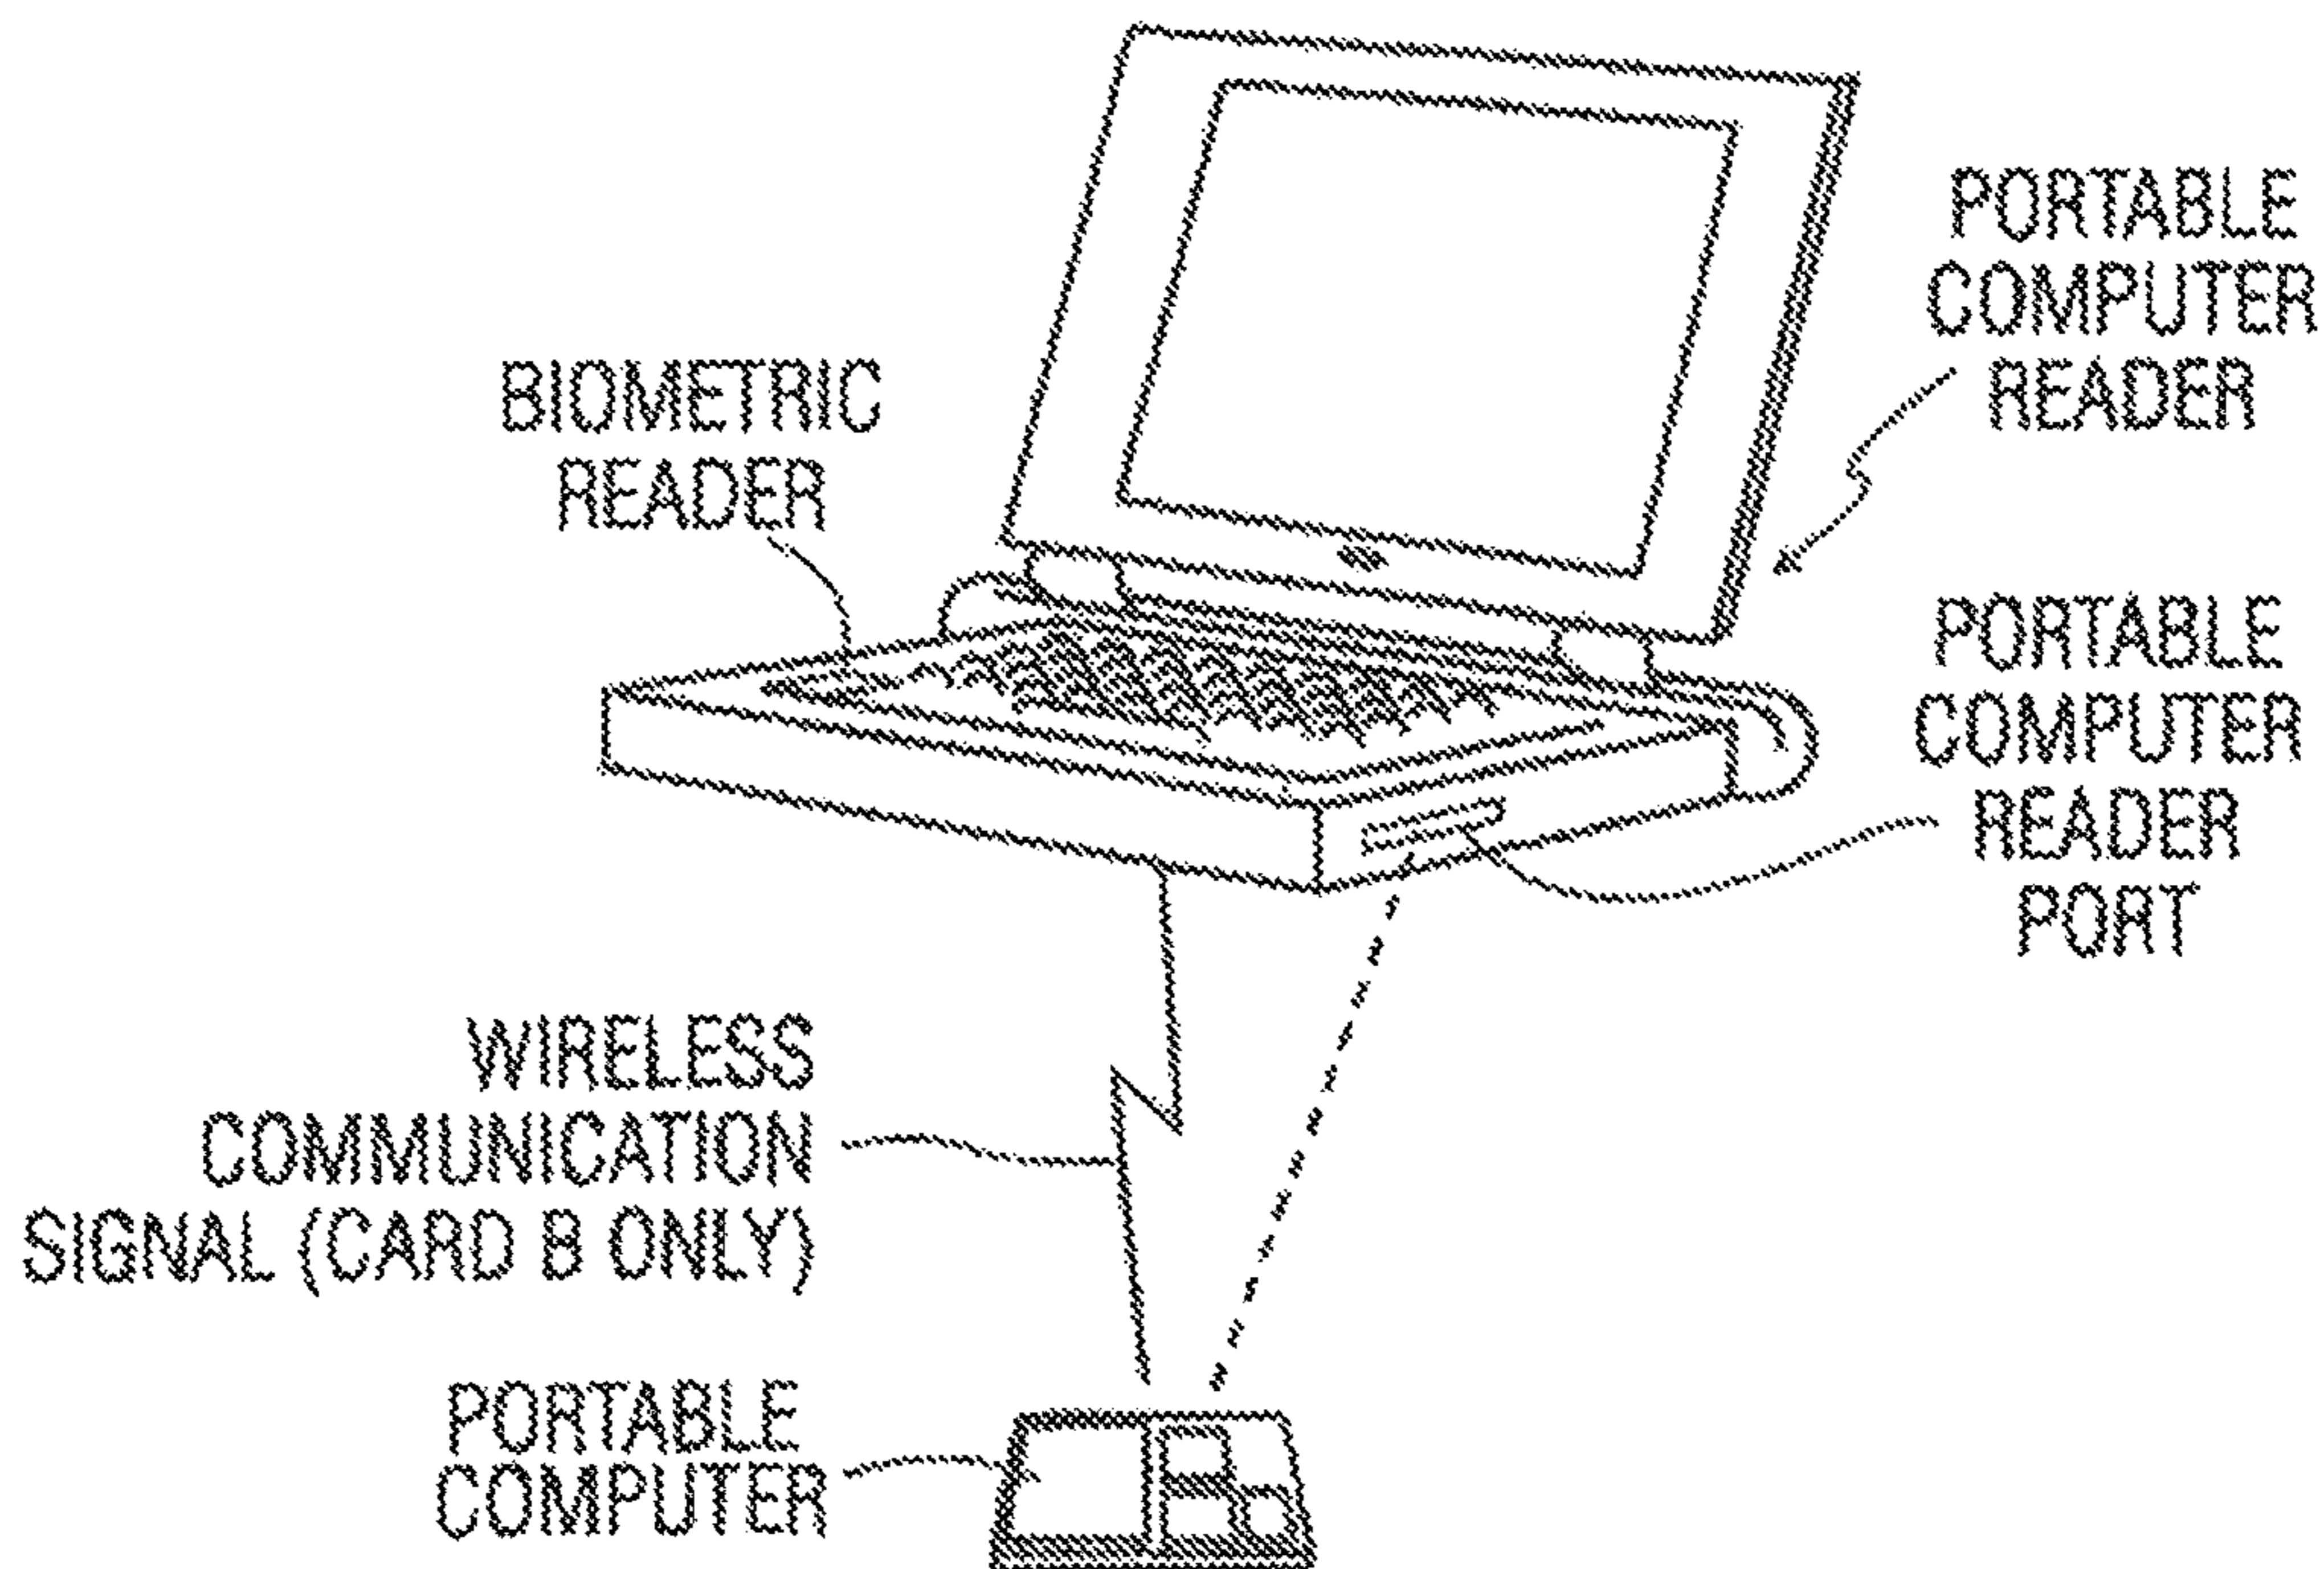 PORTABLE
COMPUTER
READER
BIOMETRIC
READER
PORTABLE
COMPUTER
READER
PORT
WIRELESS
COMMUNICATION
SIGNAL (CARD B ONLY)
PORTABLE
COMPUTER